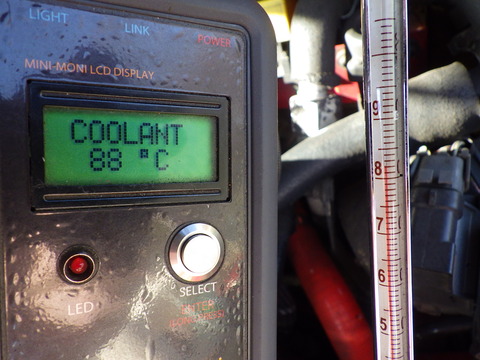 LIGHT
LINK
POWER
MINI-MONI LCD DISPLAY
COOLANT
88 °C
SELECT
LED
9
8
7
6
5